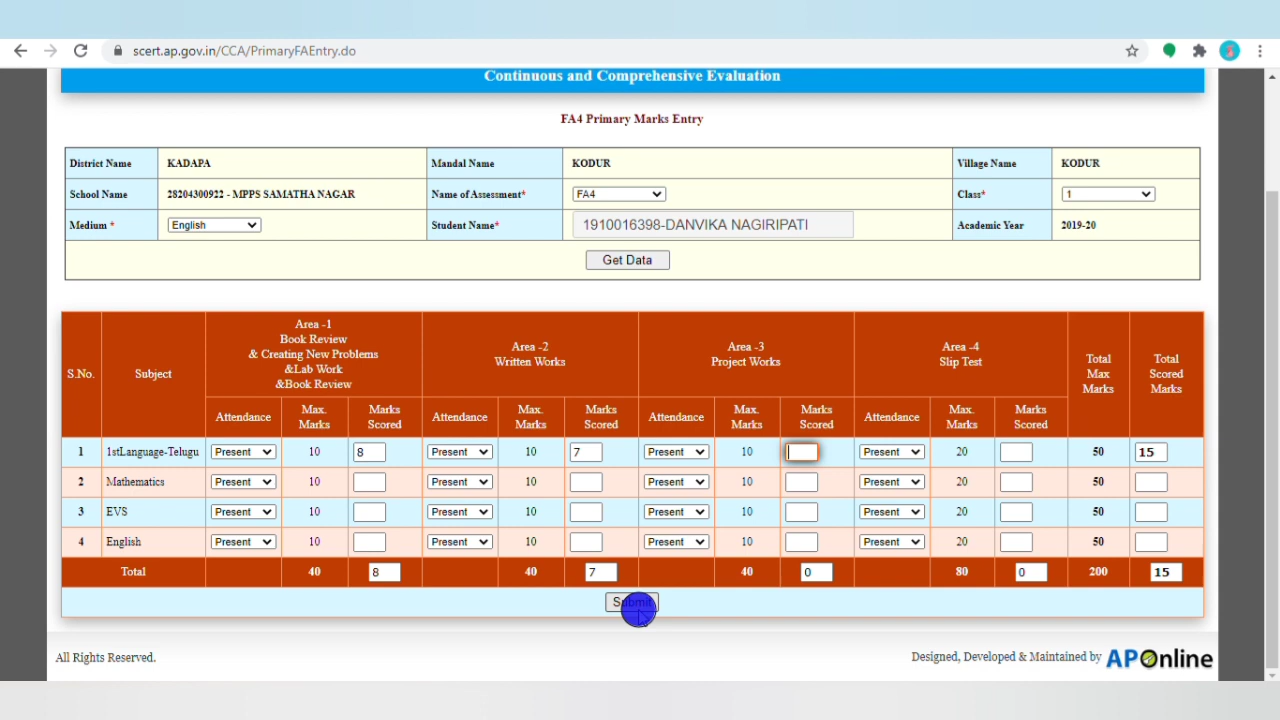 scert.ap.gov.in/CCA/PrimaryFAEntry.do
Continuous and Comprehensive Evaluation
FA4 Primary Marks Entry
District Name KADAPA Mandal Name KODUR Village Name KODUR
School Name 28204300922 - MPPS SAMATHA NAGAR Name of Assessment* FA4 Class* 1
Medium * English Student Name* 1910016398-DANVIKA NAGIRIPATI Academic Year 2019-20
Get Data
S.No. Subject Area -1 Book Review & Creating New Problems &Lab Work &Book Review Area -2 Written Works Area -3 Project Works Area -4 Slip Test Total Max Marks Total Scored Marks
Attendance Max. Marks Marks Scored Attendance Max. Marks Marks Scored Attendance Max. Marks Marks Scored Attendance Max. Marks Marks Scored
1 1stLanguage-Telugu Present 10 8 Present 10 7 Present 10 Present 20 50 15
2 Mathematics Present 10 Present 10 Present 10 Present 20 50
3 EVS Present 10 Present 10 Present 10 Present 20 50
4 English Present 10 Present 10 Present 10 Present 20 50
Total 40 8 40 7 40 0 80 0 200 15
Submit
All Rights Reserved. Designed, Developed & Maintained by APOnline